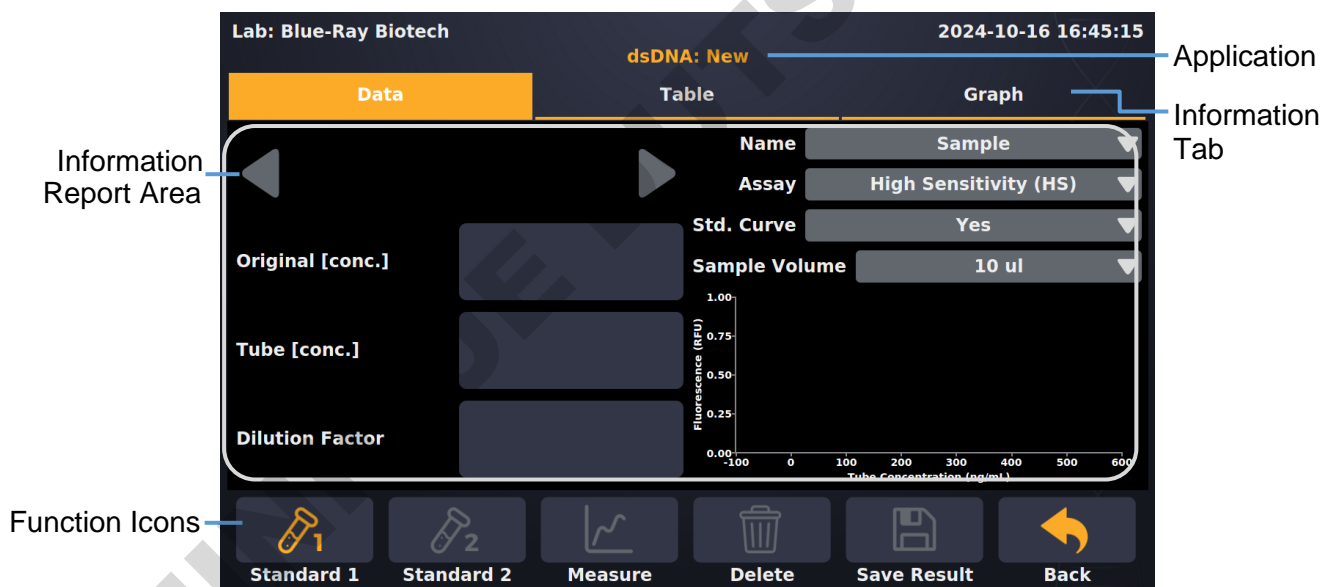 Lab: Blue-Ray Biotech
2024-10-16 16:45:15
dsDNA: New
Application
Data
Table
Graph
Information
Tab
Information
Report Area
Name
Sample
Assay
High Sensitivity (HS)
Std. Curve
Yes
Original [conc.]
Sample Volume
10 ul
Tube [conc.]
Dilution Factor
1.00
0.75
0.50
0.25
0.00
Fluorescence (RFU)
-100 0 100 200 300 400 500 600
Tube Concentration (ng/mL)
Function Icons
1
2
Standard 1
Standard 2
Measure
Delete
Save Result
Back